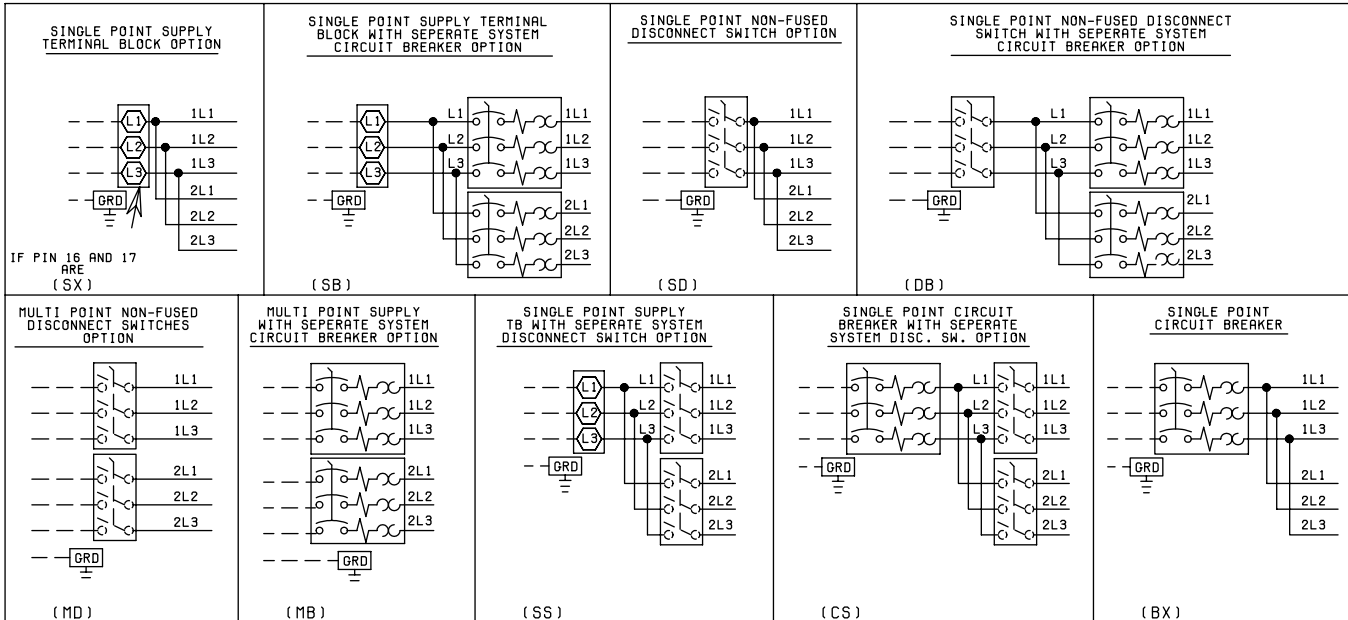 SINGLE POINT SUPPLY
TERMINAL BLOCK OPTION
L1
L2
L3
1L1
1L2
1L3
2L1
2L2
2L3
GRD
IF PIN 16 AND 17
ARE
(SX)
SINGLE POINT SUPPLY TERMINAL
BLOCK WITH SEPERATE SYSTEM
CIRCUIT BREAKER OPTION
L1
L2
L3
L1
L2
L3
1L1
1L2
1L3
2L1
2L2
2L3
GRD
(SB)
SINGLE POINT NON-FUSED
DISCONNECT SWITCH OPTION
1L1
1L2
1L3
2L1
2L2
2L3
GRD
(SD)
SINGLE POINT NON-FUSED DISCONNECT
SWITCH WITH SEPERATE SYSTEM
CIRCUIT BREAKER OPTION
L1
L2
L3
1L1
1L2
1L3
2L1
2L2
2L3
GRD
(DB)
MULTI POINT NON-FUSED
DISCONNECT SWITCHES
OPTION
1L1
1L2
1L3
2L1
2L2
2L3
GRD
(MD)
MULTI POINT SUPPLY
WITH SEPERATE SYSTEM
CIRCUIT BREAKER OPTION
1L1
1L2
1L3
2L1
2L2
2L3
GRD
(MB)
SINGLE POINT SUPPLY
TB WITH SEPERATE SYSTEM
DISCONNECT SWITCH OPTION
L1
L2
L3
L1
L2
L3
1L1
1L2
1L3
2L1
2L2
2L3
GRD
(SS)
SINGLE POINT CIRCUIT
BREAKER WITH SEPERATE
SYSTEM DISC. SW. OPTION
L1
L2
L3
1L1
1L2
1L3
2L1
2L2
2L3
GRD
(CS)
SINGLE POINT
CIRCUIT BREAKER
1L1
1L2
1L3
2L1
2L2
2L3
GRD
(BX)